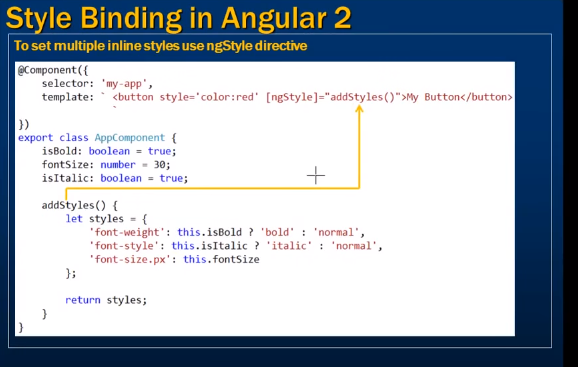 Style Binding in Angular 2
To set multiple inline styles use ngStyle directive
@Component({
    selector: 'my-app',
    template: ` <button style='color:red' [ngStyle]="addStyles()">My Button</button>
              `
})
export class AppComponent {
    isBold: boolean = true;
    fontSize: number = 30;
    isItalic: boolean = true;

    addStyles() {
        let styles = {
            'font-weight': this.isBold ? 'bold' : 'normal',
            'font-style': this.isItalic ? 'italic' : 'normal',
            'font-size.px': this.fontSize
        };

        return styles;
    }
}